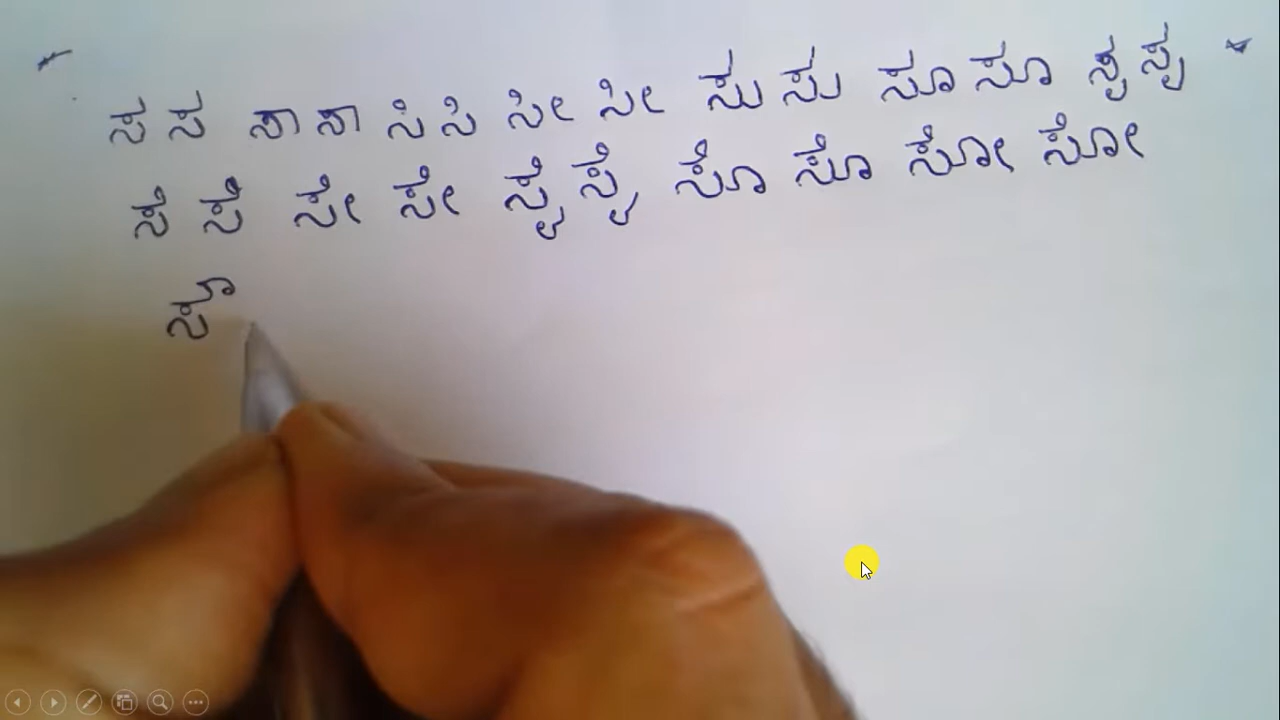 ಸ ಸ ಸಾ ಸಾ ಸಿ ಸಿ ಸೀ ಸೀ ಸು ಸು ಸೂ ಸೂ ಸೃ ಸೃ
ಸೆ ಸೆ ಸೇ ಸೇ ಸೈ ಸೈ ಸೊ ಸೊ ಸೋ ಸೋ
ಸೌ